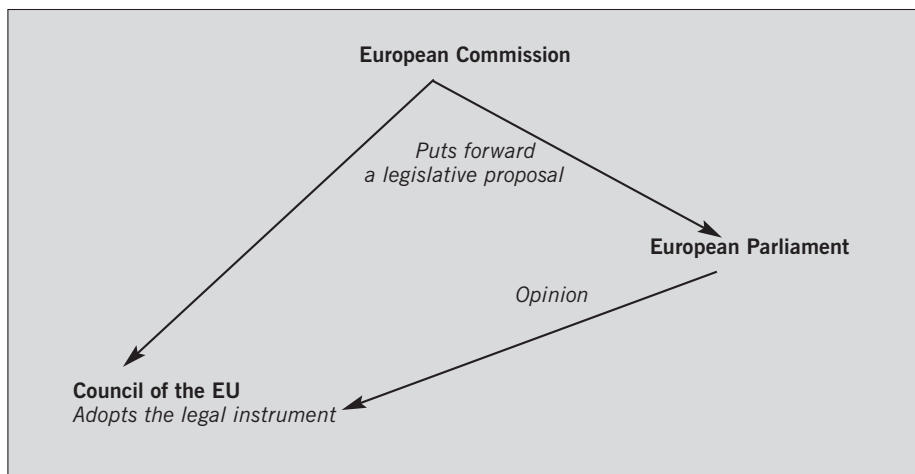 European Commission
Puts forward
a legislative proposal
European Parliament
Opinion
Council of the EU
Adopts the legal instrument